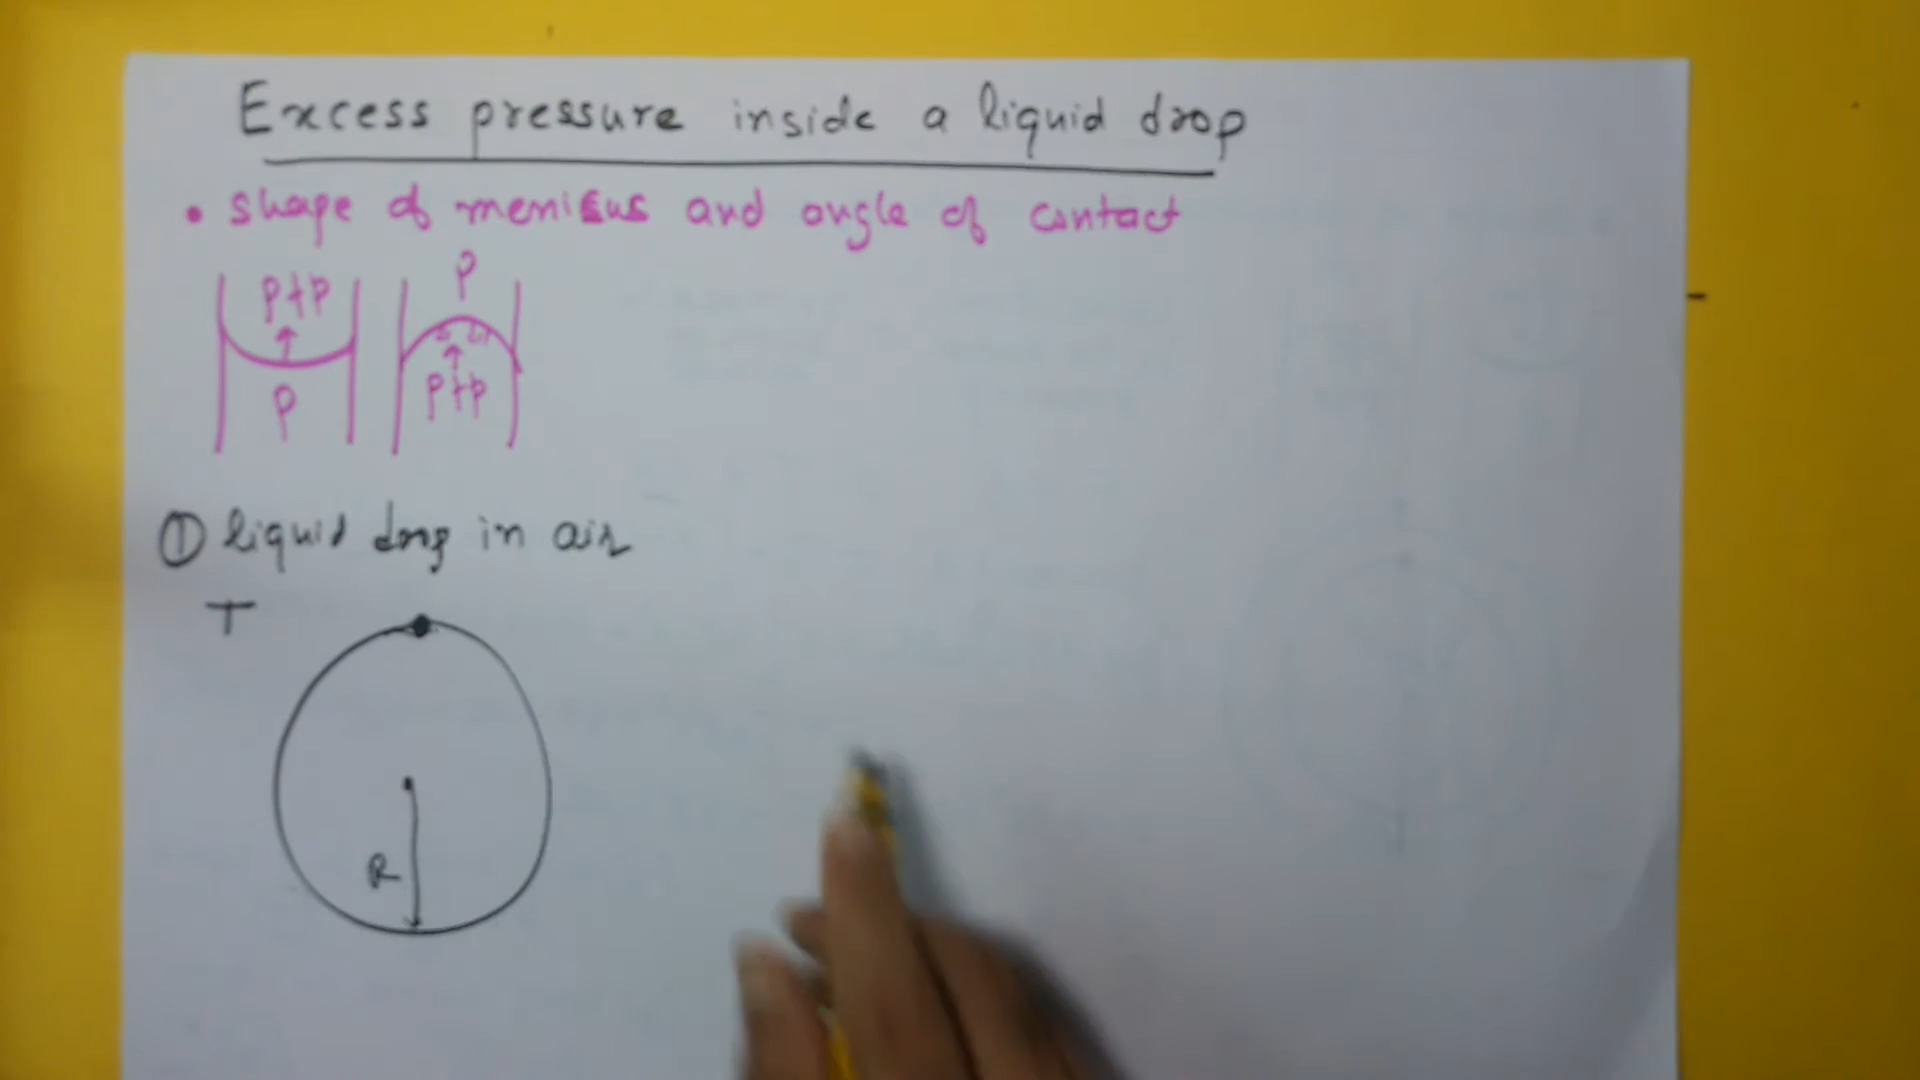 Excess pressure inside a liquid drop
• shape of meniscus and angle of contact
P+p P
P P+p
① liquid drop in air
T
R